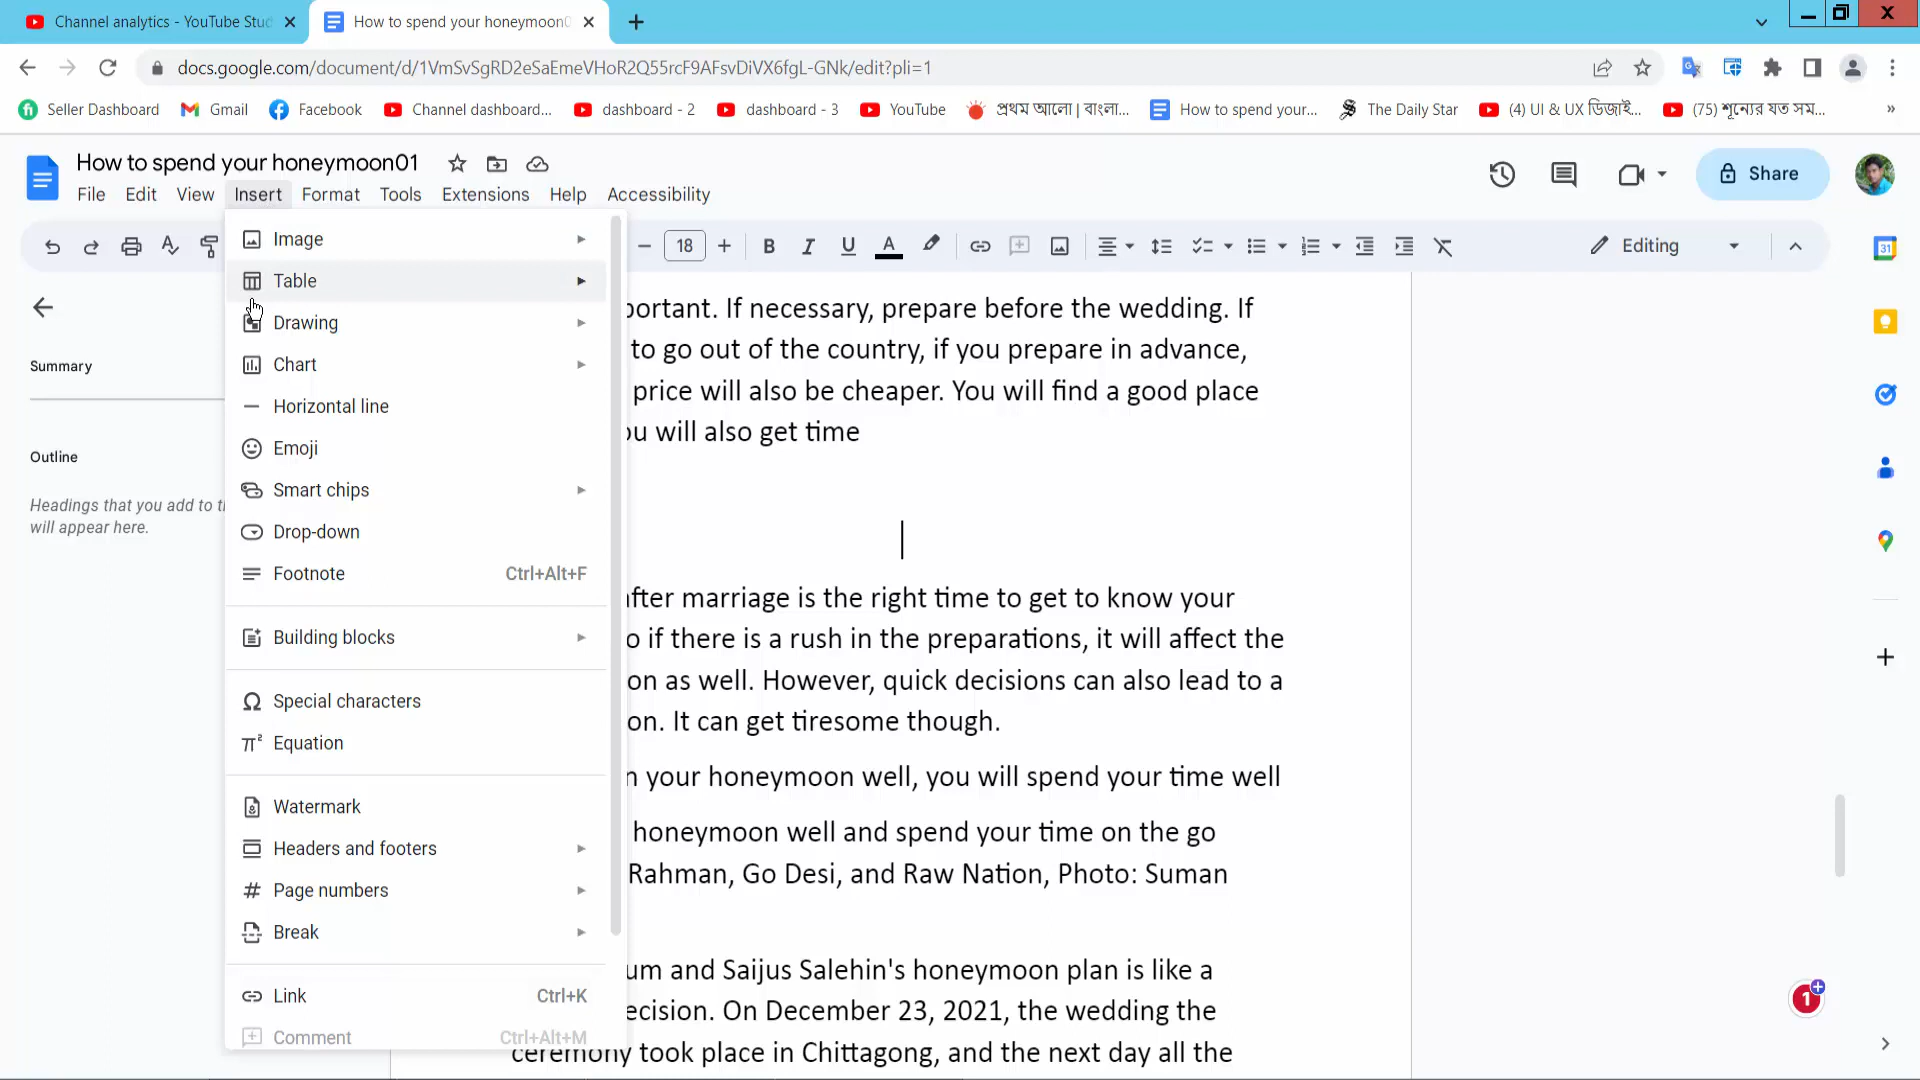 Channel analytics - YouTube Stud
How to spend your honeymoon0
docs.google.com/document/d/1VmSvSgRD2eSaEmeVHoR2Q55rcF9AFsvDiVX6fgL-GNk/edit?pli=1
Seller Dashboard
Gmail
Facebook
Channel dashboard...
dashboard - 2
dashboard - 3
YouTube
প্রথম আলো | বাংলা...
How to spend your...
The Daily Star
(4) UI & UX ডিজাই...
(75) শূন্যের যত সম...
How to spend your honeymoon01
Share
File Edit View Insert Format Tools Extensions Help Accessibility
18
Editing
31
Summary
Outline
Headings that you add to t
will appear here.
Image
Table
Drawing
Chart
Horizontal line
Emoji
Smart chips
Drop-down
Footnote Ctrl+Alt+F
Building blocks
Special characters
Equation
Watermark
Headers and footers
Page numbers
Break
Link Ctrl+K
Comment Ctrl+Alt+M
portant. If necessary, prepare before the wedding. If
to go out of the country, if you prepare in advance,
price will also be cheaper. You will find a good place
ou will also get time
after marriage is the right time to get to know your
o if there is a rush in the preparations, it will affect the
on as well. However, quick decisions can also lead to a
on. It can get tiresome though.
n your honeymoon well, you will spend your time well
honeymoon well and spend your time on the go
Rahman, Go Desi, and Raw Nation, Photo: Suman
um and Saijus Salehin's honeymoon plan is like a
ecision. On December 23, 2021, the wedding the
ceremony took place in Chittagong, and the next day all the
1